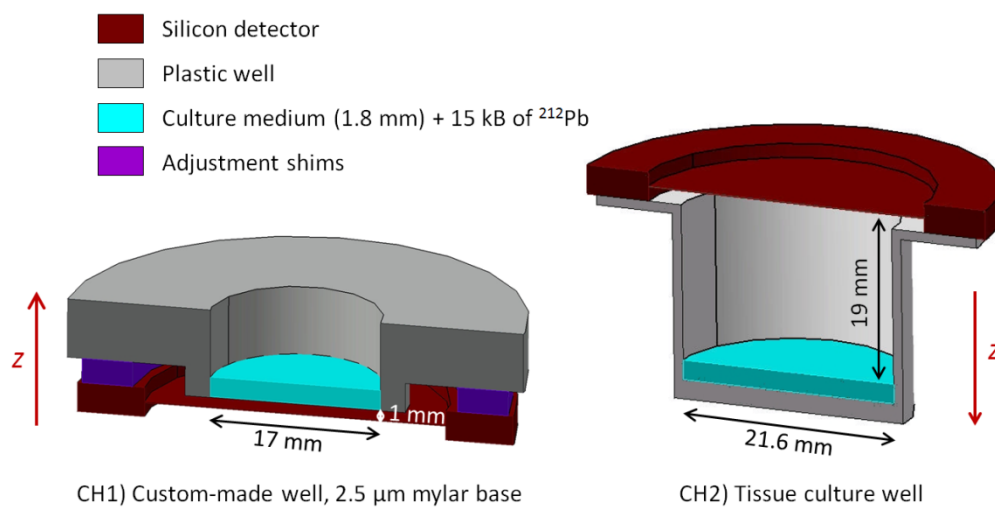 Silicon detector
Plastic well
Culture medium (1.8 mm) + 15 kB of ²¹²Pb
Adjustment shims
z
1 mm
17 mm
19 mm
z
21.6 mm
CH1) Custom-made well, 2.5 μm mylar base
CH2) Tissue culture well